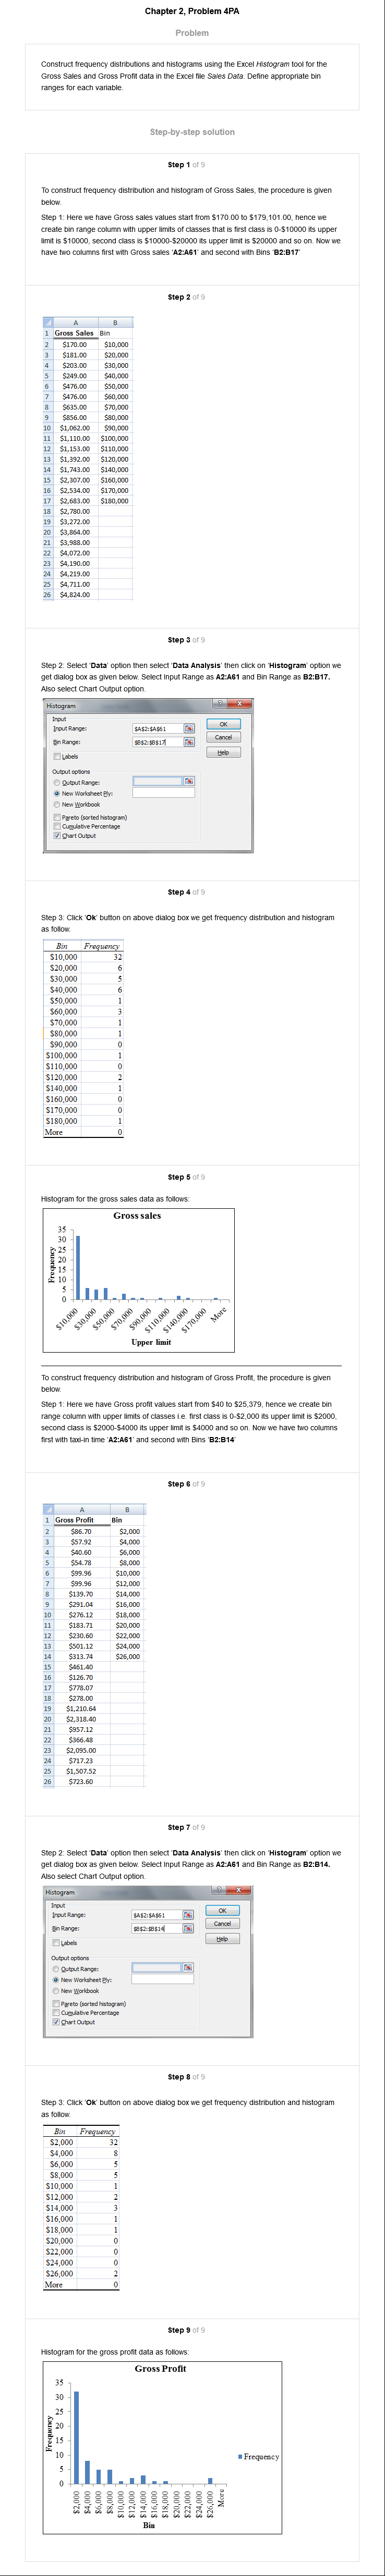 Chapter 2, Problem 4PA
Problem
Construct frequency distributions and histograms using the Excel Histogram tool for the
Gross Sales and Gross Profit data in the Excel file Sales Data. Define appropriate bin
ranges for each variable.
Step-by-step solution
Step 1 of 9
To construct frequency distribution and histogram of Gross Sales, the procedure is given
below.
Step 1: Here we have Gross sales values start from $170.00 to $179,101.00, hence we
create bin range column with upper limits of classes that is first class is 0-$10000 its upper
limit is $10000, second class is $10000-$20000 its upper limit is $20000 and so on. Now we
have two columns first with Gross sales 'A2:A61' and second with Bins 'B2:B17'
Step 2 of 9
A B
1 Gross Sales Bin
2 $170.00 $10,000
3 $181.00 $20,000
4 $203.00 $30,000
5 $249.00 $40,000
6 $476.00 $50,000
7 $476.00 $60,000
8 $635.00 $70,000
9 $856.00 $80,000
10 $1,062.00 $90,000
11 $1,110.00 $100,000
12 $1,153.00 $110,000
13 $1,392.00 $120,000
14 $1,743.00 $140,000
15 $2,307.00 $160,000
16 $2,534.00 $170,000
17 $2,683.00 $180,000
18 $2,780.00
19 $3,272.00
20 $3,864.00
21 $3,988.00
22 $4,072.00
23 $4,190.00
24 $4,219.00
25 $4,711.00
26 $4,824.00
Step 3 of 9
Step 2: Select 'Data' option then select 'Data Analysis' then click on 'Histogram' option we
get dialog box as given below. Select Input Range as A2:A61 and Bin Range as B2:B17.
Also select Chart Output option.
Histogram
Input
Input Range: $A$2:$A$61
Bin Range: $B$2:$B$17
Labels
OK
Cancel
Help
Output options
Output Range:
New Worksheet Ply:
New Workbook
Pareto (sorted histogram)
Cumulative Percentage
Chart Output
Step 4 of 9
Step 3: Click 'Ok' button on above dialog box we get frequency distribution and histogram
as follow.
Bin Frequency
$10,000 32
$20,000 6
$30,000 5
$40,000 6
$50,000 1
$60,000 3
$70,000 1
$80,000 1
$90,000 0
$100,000 1
$110,000 0
$120,000 2
$140,000 1
$160,000 0
$170,000 0
$180,000 1
More 0
Step 5 of 9
Histogram for the gross sales data as follows:
Gross sales
Frequency
35
30
25
20
15
10
5
0
$10,000
$30,000
$50,000
$70,000
$90,000
$110,000
$140,000
$170,000
More
Upper limit
To construct frequency distribution and histogram of Gross Profit, the procedure is given
below.
Step 1: Here we have Gross profit values start from $40 to $25,379, hence we create bin
range column with upper limits of classes i.e. first class is 0-$2,000 its upper limit is $2000,
second class is $2000-$4000 its upper limit is $4000 and so on. Now we have two columns
first with taxi-in time 'A2:A61' and second with Bins 'B2:B14'
Step 6 of 9
A B
1 Gross Profit Bin
2 $86.70 $2,000
3 $57.92 $4,000
4 $40.60 $6,000
5 $54.78 $8,000
6 $99.96 $10,000
7 $99.96 $12,000
8 $139.70 $14,000
9 $291.04 $16,000
10 $276.12 $18,000
11 $183.71 $20,000
12 $230.60 $22,000
13 $501.12 $24,000
14 $313.74 $26,000
15 $461.40
16 $126.70
17 $778.07
18 $278.00
19 $1,210.64
20 $2,318.40
21 $957.12
22 $366.48
23 $2,095.00
24 $717.23
25 $1,507.52
26 $723.60
Step 7 of 9
Step 2: Select 'Data' option then select 'Data Analysis' then click on 'Histogram' option we
get dialog box as given below. Select Input Range as A2:A61 and Bin Range as B2:B14.
Also select Chart Output option.
Histogram
Input
Input Range: $A$2:$A$61
Bin Range: $B$2:$B$14
Labels
OK
Cancel
Help
Output options
Output Range:
New Worksheet Ply:
New Workbook
Pareto (sorted histogram)
Cumulative Percentage
Chart Output
Step 8 of 9
Step 3: Click 'Ok' button on above dialog box we get frequency distribution and histogram
as follow.
Bin Frequency
$2,000 32
$4,000 8
$6,000 5
$8,000 5
$10,000 1
$12,000 2
$14,000 3
$16,000 1
$18,000 1
$20,000 0
$22,000 0
$24,000 0
$26,000 2
More 0
Step 9 of 9
Histogram for the gross profit data as follows:
Gross Profit
Frequency
35
30
25
20
15
10
5
0
$2,000
$4,000
$6,000
$8,000
$10,000
$12,000
$14,000
$16,000
$18,000
$20,000
$22,000
$24,000
$26,000
More
Bin
Frequency